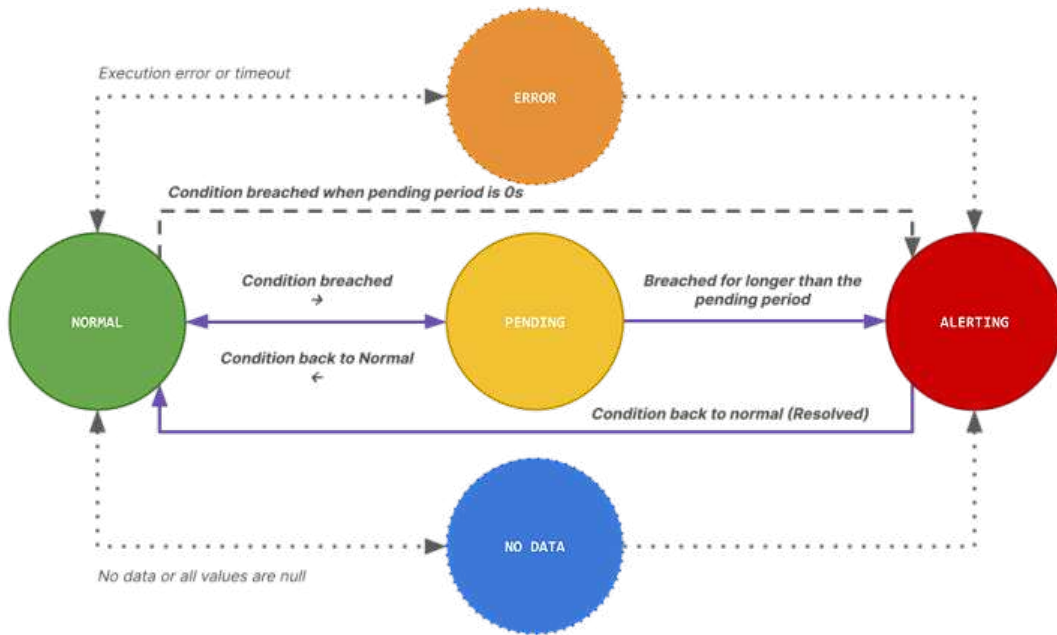 Execution error or timeout
ERROR
Condition breached when pending period is 0s
Condition breached
→
Breached for longer than the
pending period
NORMAL
PENDING
ALERTING
Condition back to Normal
←
Condition back to normal (Resolved)
NO DATA
No data or all values are null